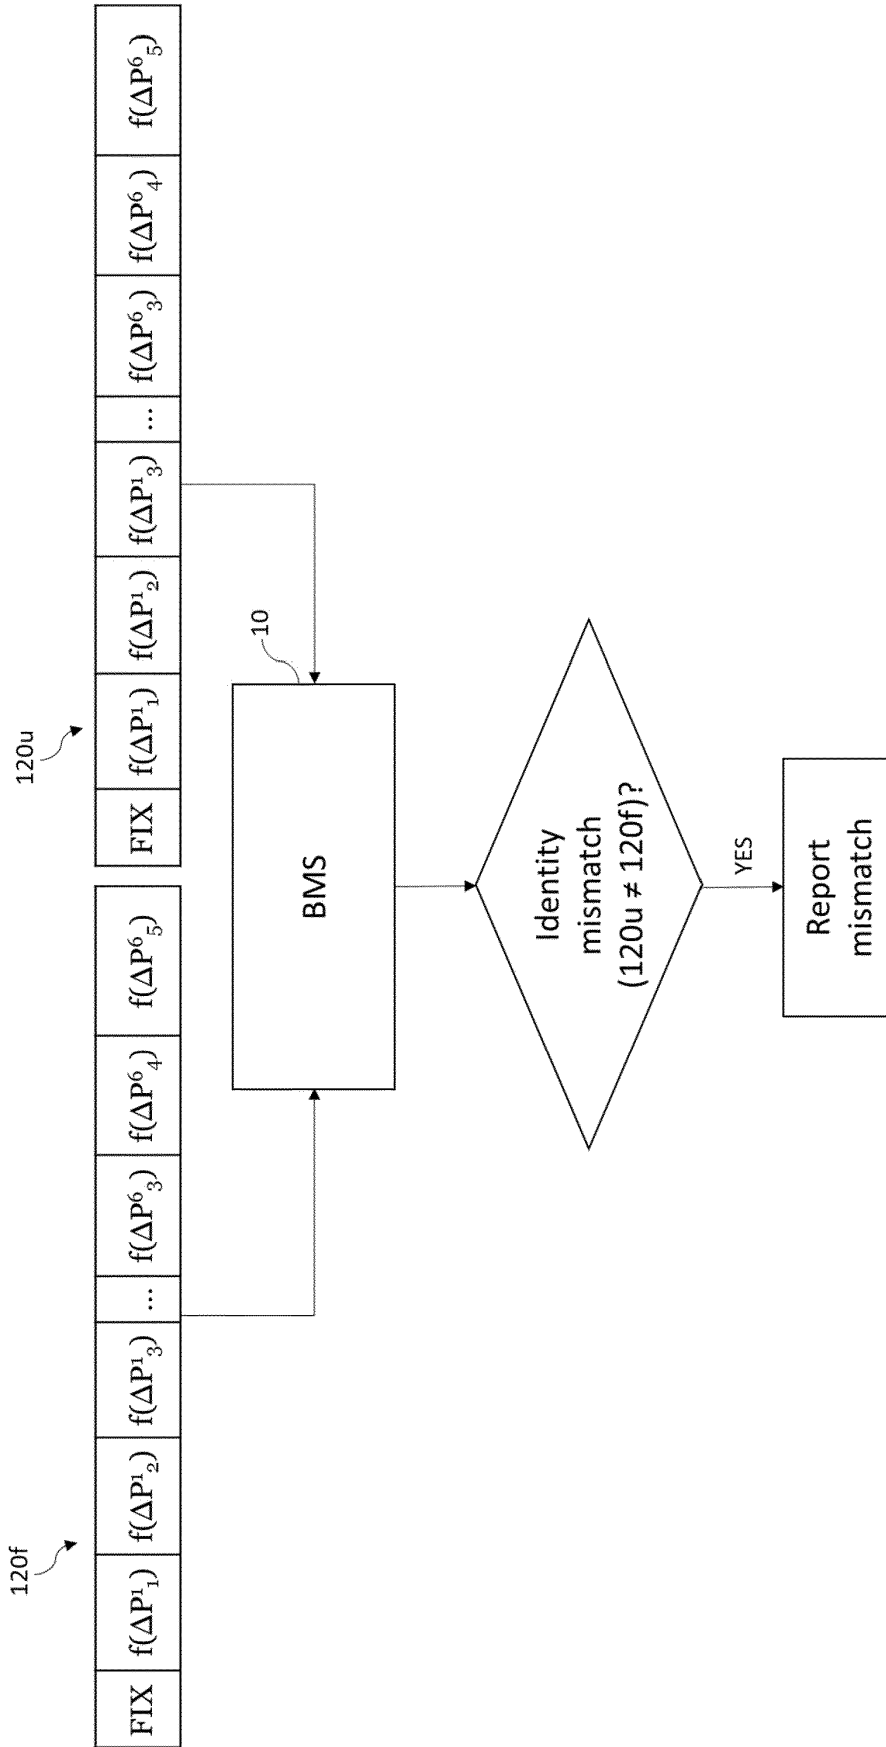 120f
120u
FIX f(ΔP¹₁) f(ΔP¹₂) f(ΔP¹₃) ... f(ΔP⁶₃) f(ΔP⁶₄) f(ΔP⁶₅)
FIX f(ΔP¹₁) f(ΔP¹₂) f(ΔP¹₃) ... f(ΔP⁶₃) f(ΔP⁶₄) f(ΔP⁶₅)
10
BMS
Identity
mismatch
(120u ≠ 120f)?
YES
Report
mismatch